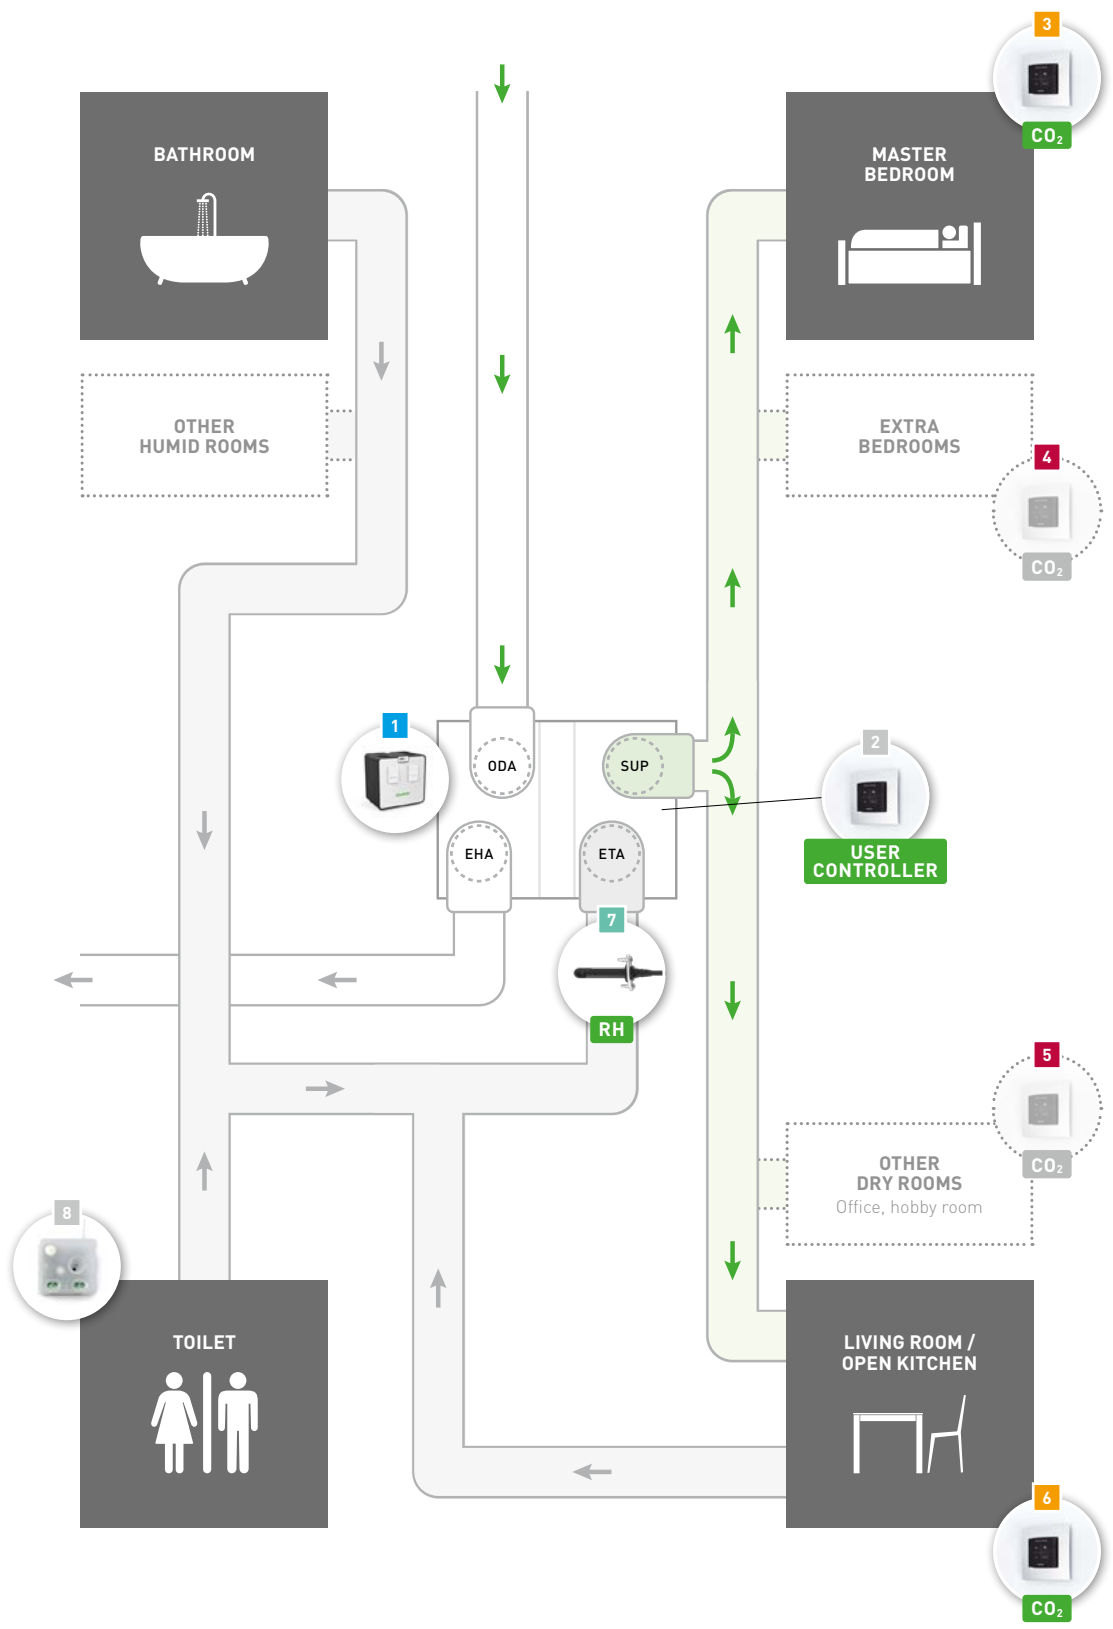 3
CO₂
BATHROOM
MASTER
BEDROOM
OTHER
HUMID ROOMS
EXTRA
BEDROOMS
4
CO₂
1
ODA
SUP
2
USER
CONTROLLER
EHA
ETA
7
RH
5
CO₂
OTHER
DRY ROOMS
Office, hobby room
8
TOILET
LIVING ROOM /
OPEN KITCHEN
6
CO₂